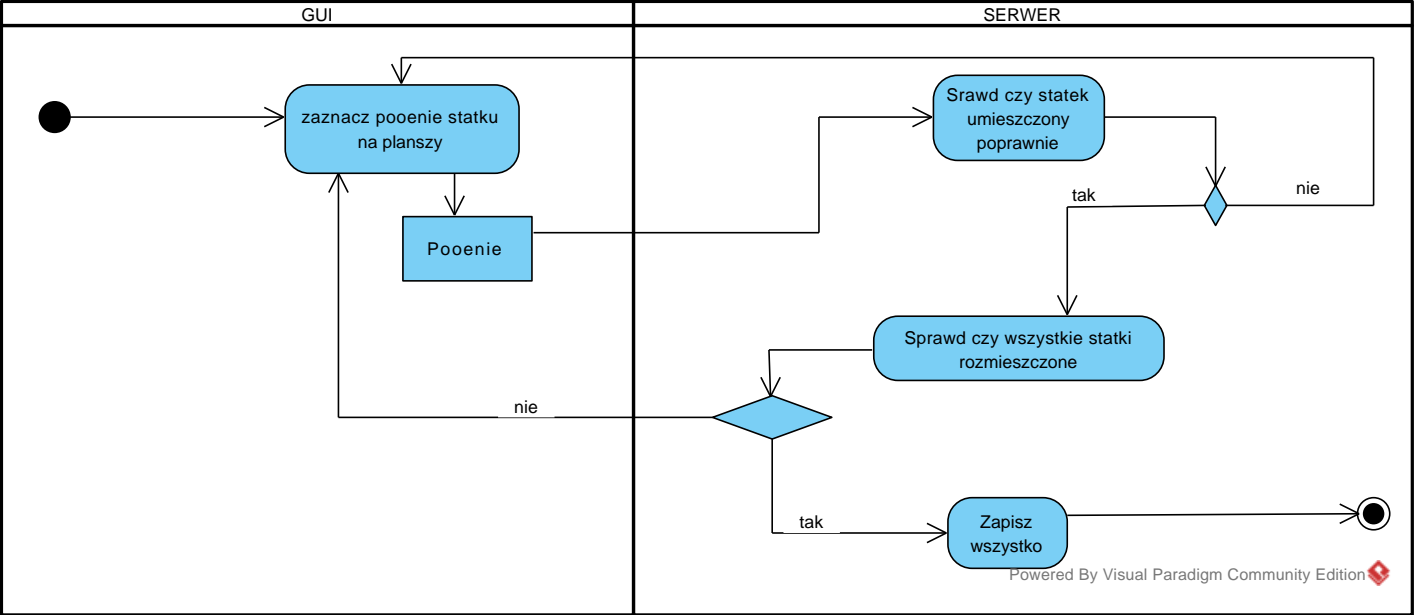 GUI
SERWER
zaznacz pooenie statku
na planszy
Pooenie
Srawd czy statek
umieszczony
poprawnie
tak
nie
Sprawd czy wszystkie statki
rozmieszczone
nie
tak
Zapisz
wszystko
Powered By Visual Paradigm Community Edition